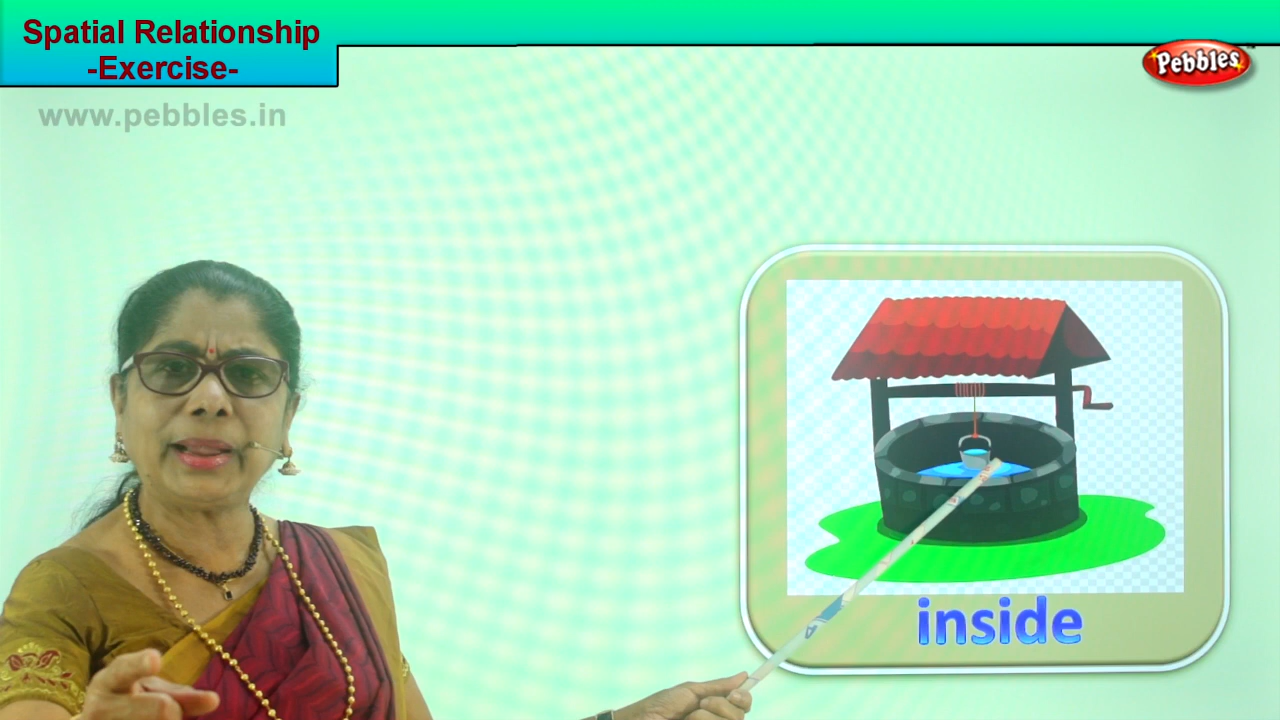 Spatial Relationship
-Exercise-
www.pebbles.in
Pebbles
inside